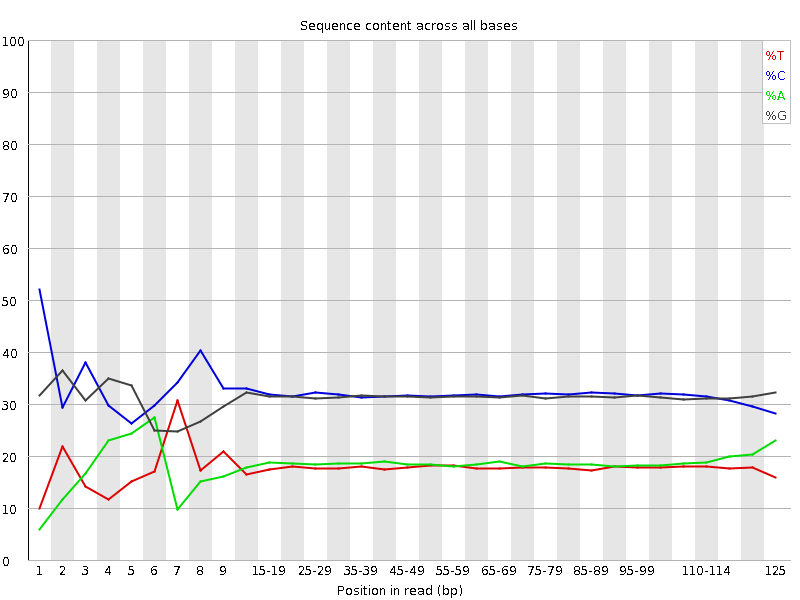 Sequence content across all bases
100
90
80
70
60
50
40
30
20
10
0
%T
%C
%A
%G
1 2 3 4 5 6 7 8 9 15-19 25-29 35-39 45-49 55-59 65-69 75-79 85-89 95-99 110-114 125
Position in read (bp)